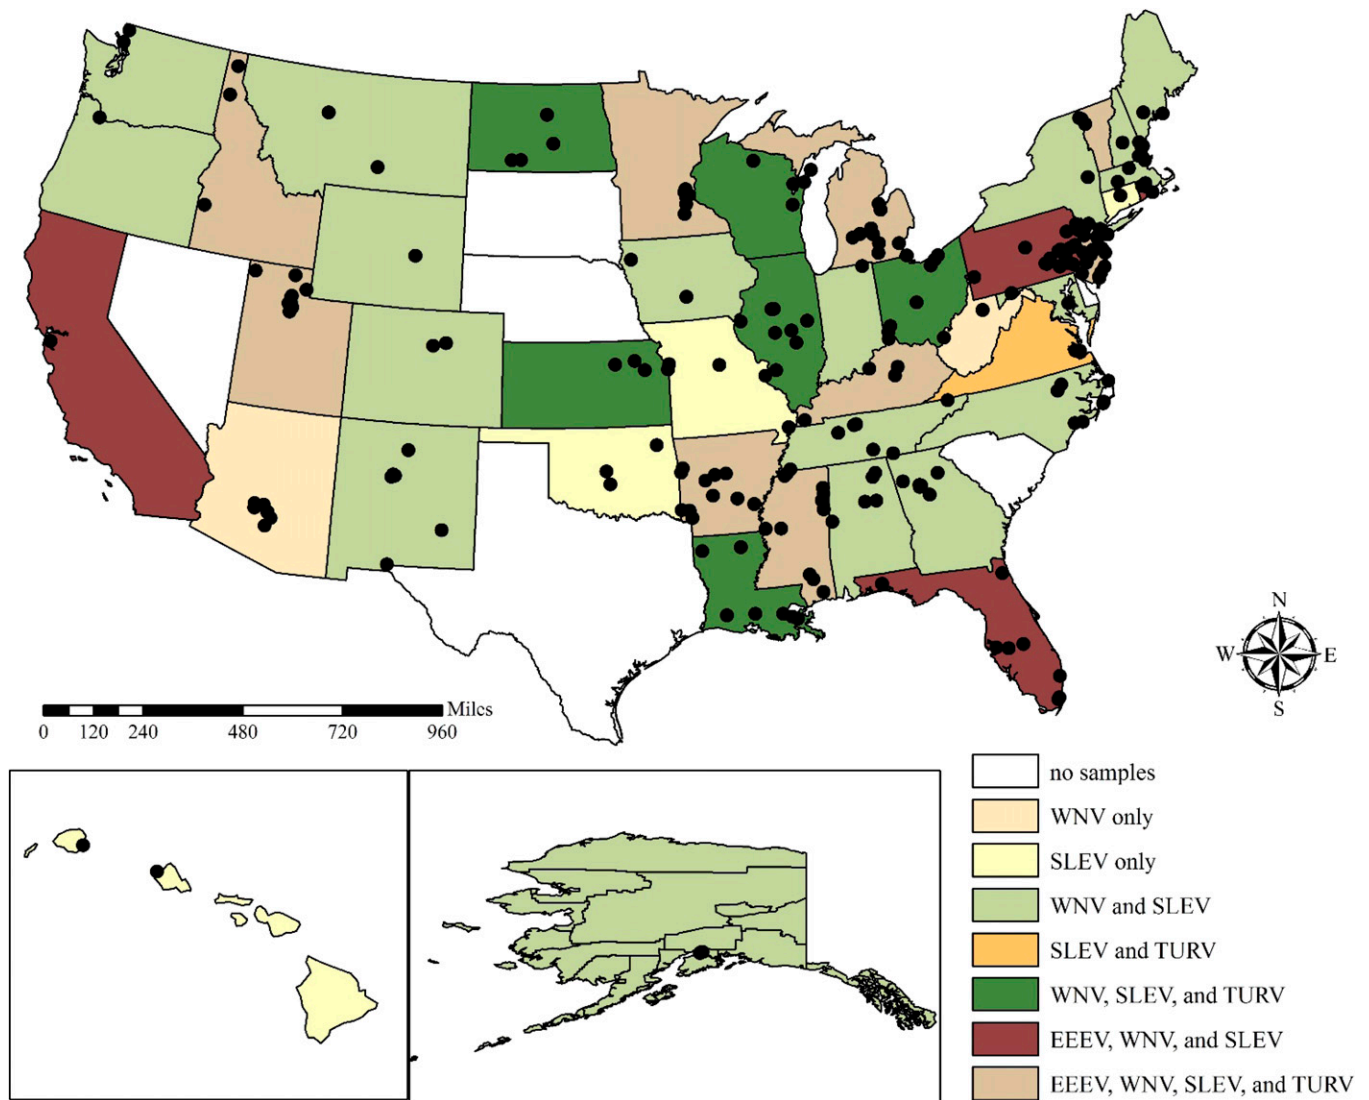 N
W E
S
Miles
0 120 240 480 720 960
no samples
WNV only
SLEV only
WNV and SLEV
SLEV and TURV
WNV, SLEV, and TURV
EEEV, WNV, and SLEV
EEEV, WNV, SLEV, and TURV